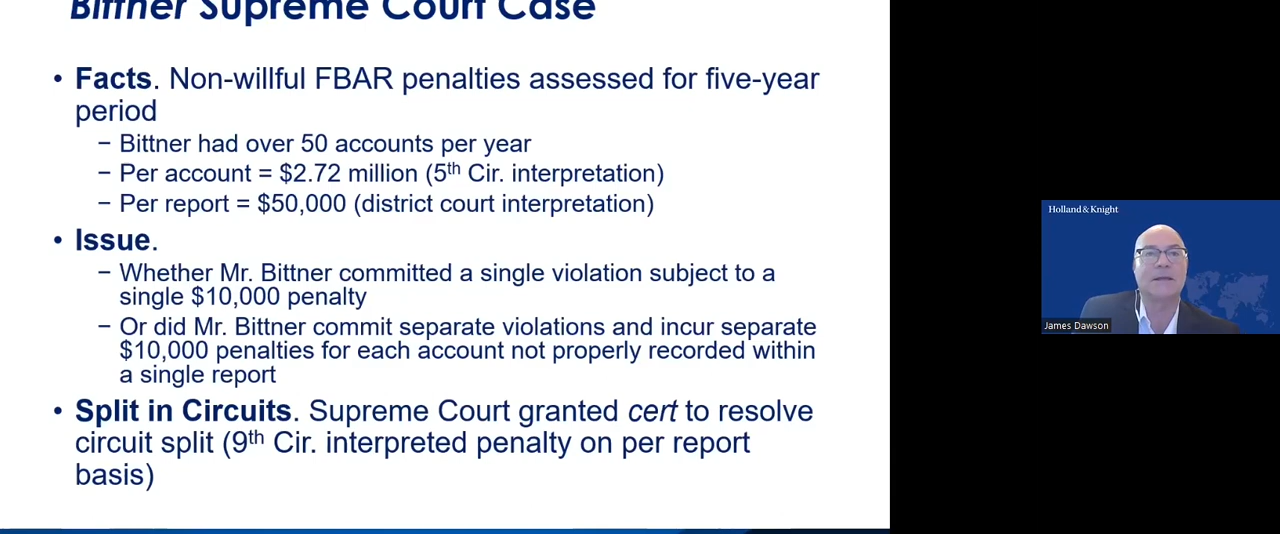 Bittner Supreme Court Case
• Facts. Non-willful FBAR penalties assessed for five-year
period
− Bittner had over 50 accounts per year
− Per account = $2.72 million (5th Cir. interpretation)
− Per report = $50,000 (district court interpretation)
• Issue.
− Whether Mr. Bittner committed a single violation subject to a
single $10,000 penalty
− Or did Mr. Bittner commit separate violations and incur separate
$10,000 penalties for each account not properly recorded within
a single report
• Split in Circuits. Supreme Court granted cert to resolve
circuit split (9th Cir. interpreted penalty on per report
basis)
Holland & Knight
James Dawson